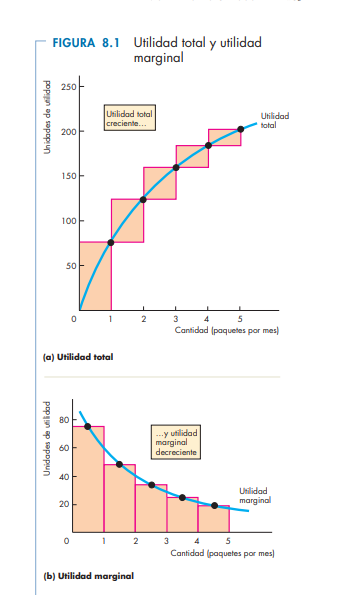 FIGURA 8.1 Utilidad total y utilidad
marginal
Unidades de utilidad
250
200
150
100
50
0
1
2
3
4
5
Utilidad total
creciente…
Utilidad
total
Cantidad (paquetes por mes)
(a) Utilidad total
Unidades de utilidad
80
60
40
20
0
1
2
3
4
5
…y utilidad
marginal
decreciente
Utilidad
marginal
Cantidad (paquetes por mes)
(b) Utilidad marginal